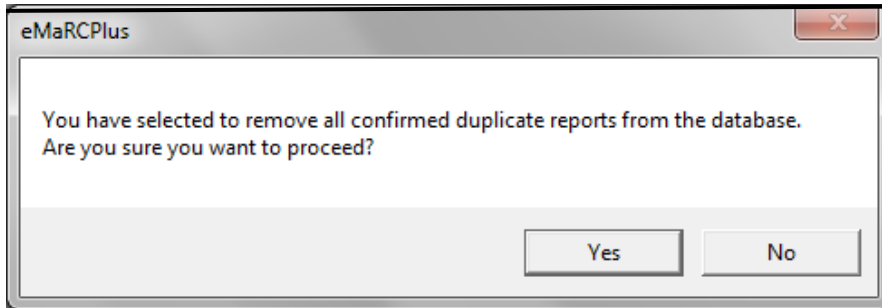 eMaRCPlus
You have selected to remove all confirmed duplicate reports from the database.
Are you sure you want to proceed?
Yes No